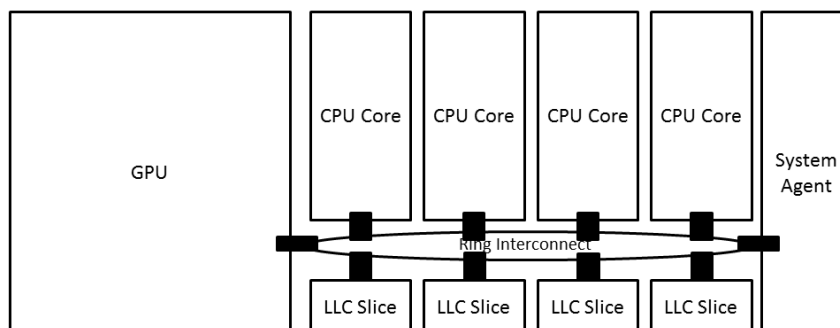 CPU Core
CPU Core
CPU Core
CPU Core
GPU
System
Agent
Ring Interconnect
LLC Slice
LLC Slice
LLC Slice
LLC Slice